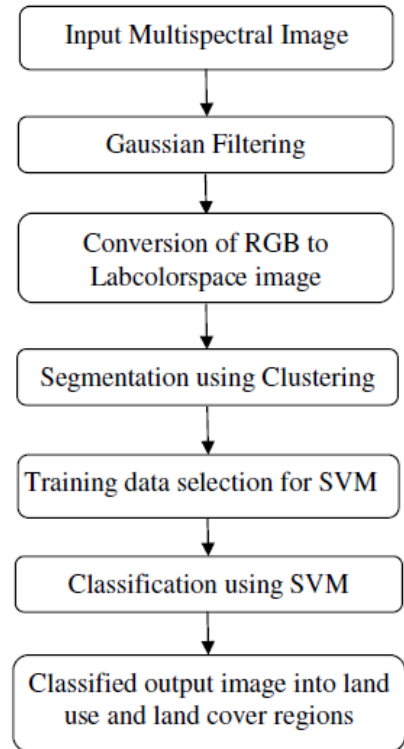 Input Multispectral Image
Gaussian Filtering
Conversion of RGB to
Labcolorspace image
Segmentation using Clustering
Training data selection for SVM
Classification using SVM
Classified output image into land
use and land cover regions